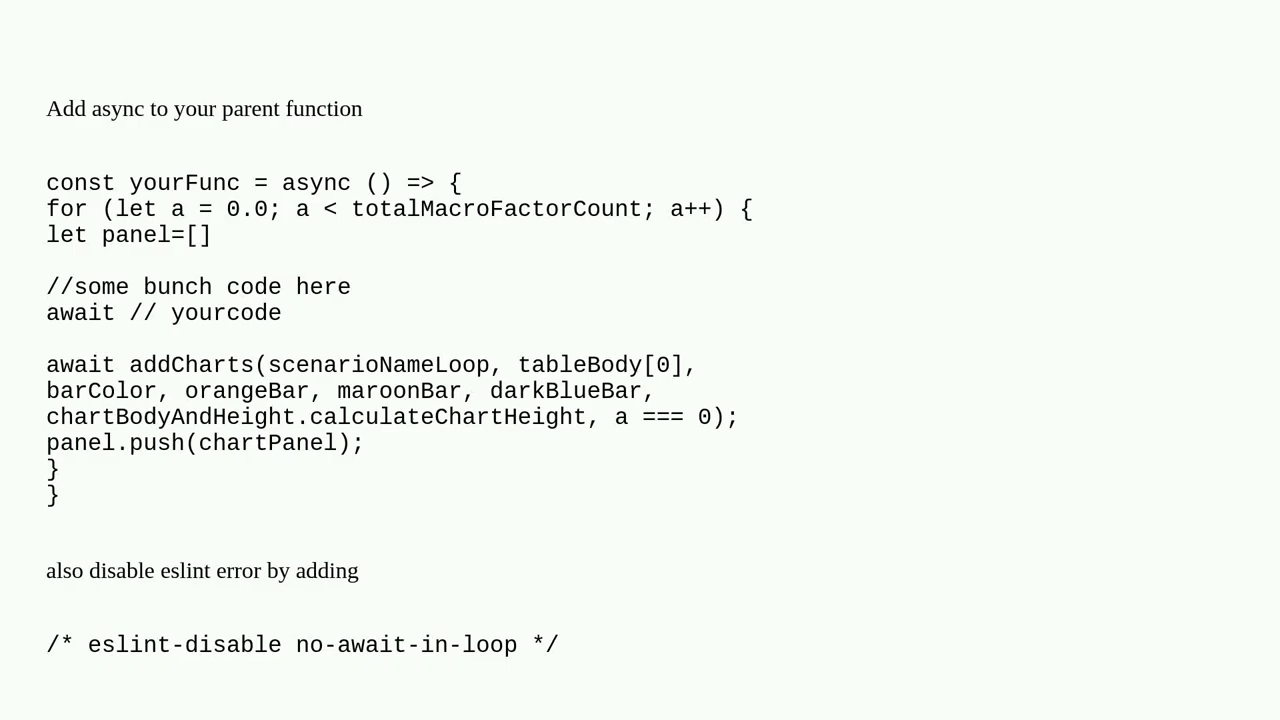 Add async to your parent function
const yourFunc = async () => {
for (let a = 0.0; a < totalMacroFactorCount; a++) {
let panel=[]
//some bunch code here
await // yourcode
await addCharts(scenarioNameLoop, tableBody[0],
barColor, orangeBar, maroonBar, darkBlueBar,
chartBodyAndHeight.calculateChartHeight, a === 0);
panel.push(chartPanel);
}
}
also disable eslint error by adding
/* eslint-disable no-await-in-loop */